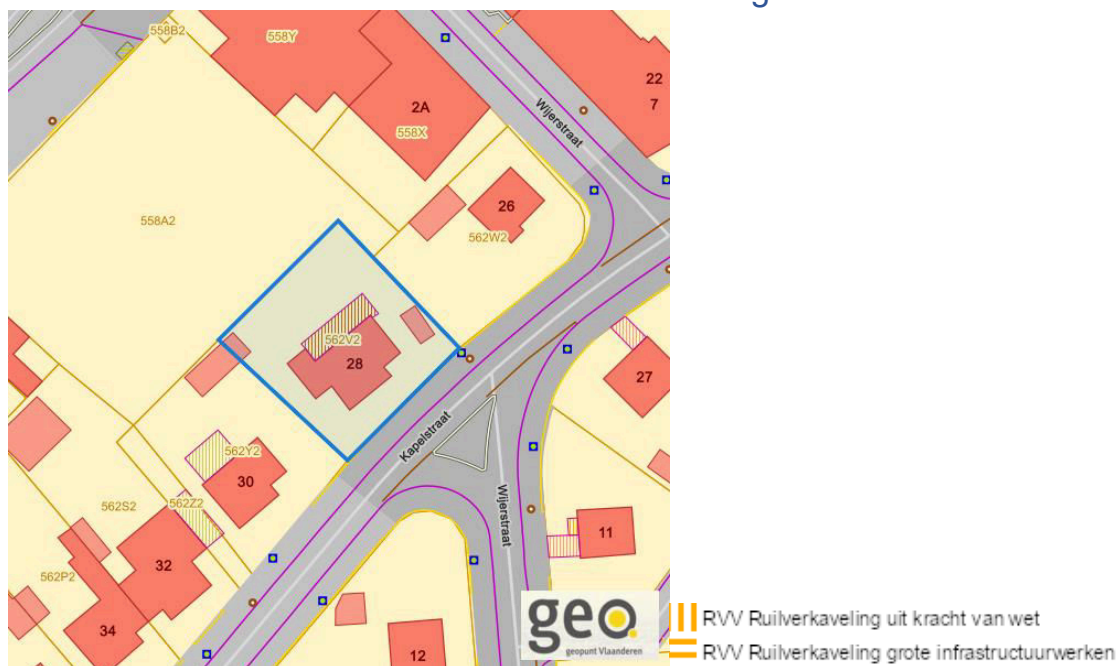 g
558B2
558Y
22
7
2A
558X
Wijerstraat
26
562W2
558A2
562V2
28
27
Kapelstraat
562Y2
30
Wijerstraat
562S2
562Z2
11
32
562P2
34
12
geo.
geopunt Vlaanderen
RVV Ruilverkaveling uit kracht van wet
RVV Ruilverkaveling grote infrastructuurwerken